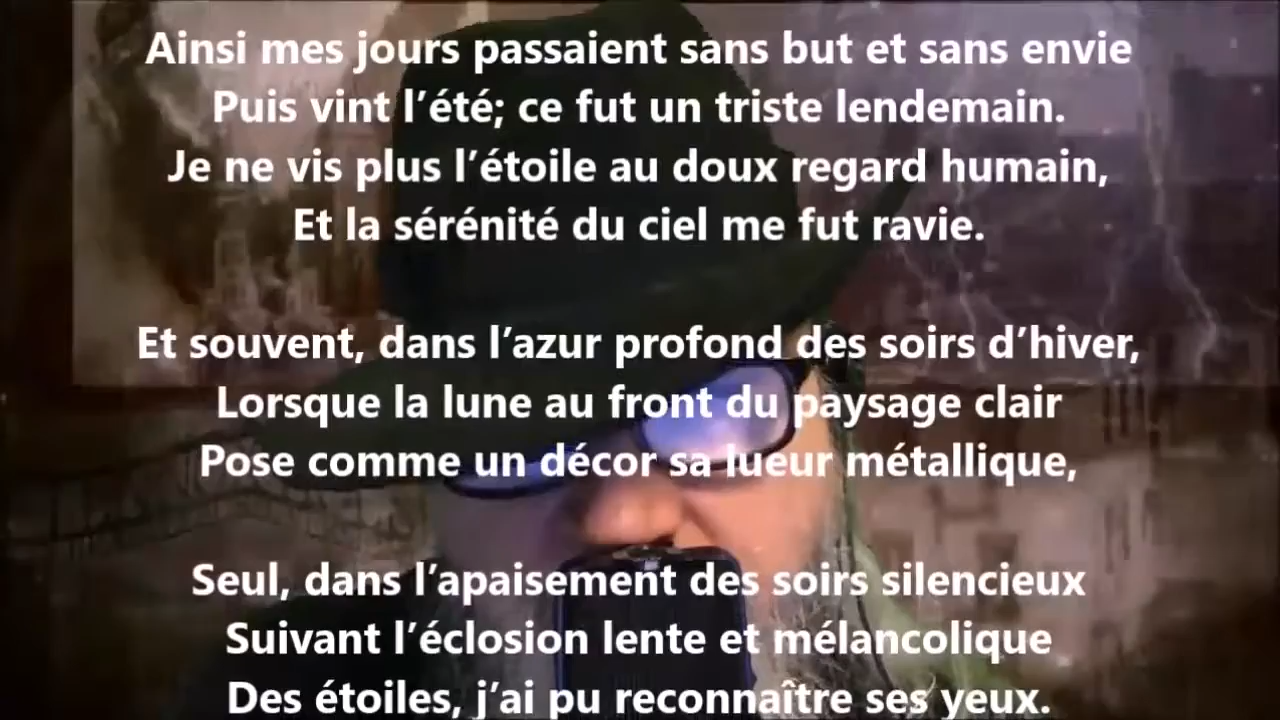 Ainsi mes jours passaient sans but et sans envie
Puis vint l’été; ce fut un triste lendemain.
Je ne vis plus l’étoile au doux regard humain,
Et la sérénité du ciel me fut ravie.
Et souvent, dans l’azur profond des soirs d’hiver,
Lorsque la lune au front du paysage clair
Pose comme un décor sa lueur métallique,
Seul, dans l’apaisement des soirs silencieux
Suivant l’éclosion lente et mélancolique
Des étoiles, j’ai pu reconnaître ses yeux.